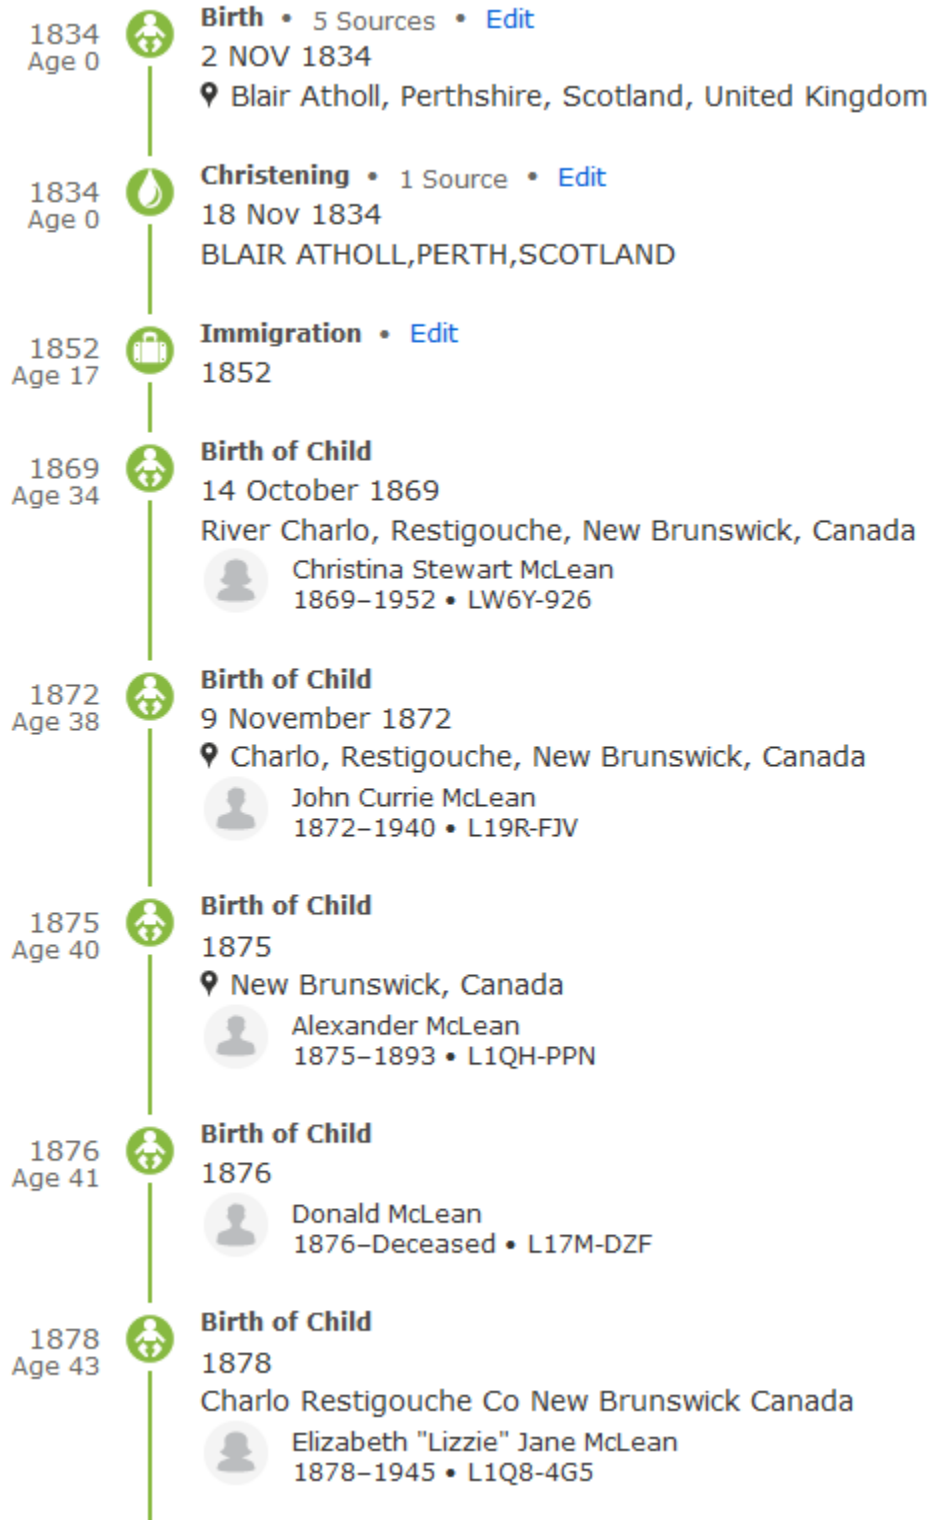 1834
Age 0
Birth • 5 Sources • Edit
2 NOV 1834
Blair Atholl, Perthshire, Scotland, United Kingdom
1834
Age 0
Christening • 1 Source • Edit
18 Nov 1834
BLAIR ATHOLL,PERTH,SCOTLAND
1852
Age 17
Immigration • Edit
1852
1869
Age 34
Birth of Child
14 October 1869
River Charlo, Restigouche, New Brunswick, Canada
Christina Stewart McLean
1869–1952 • LW6Y-926
1872
Age 38
Birth of Child
9 November 1872
Charlo, Restigouche, New Brunswick, Canada
John Currie McLean
1872–1940 • L19R-FJV
1875
Age 40
Birth of Child
1875
New Brunswick, Canada
Alexander McLean
1875–1893 • L1QH-PPN
1876
Age 41
Birth of Child
1876
Donald McLean
1876–Deceased • L17M-DZF
1878
Age 43
Birth of Child
1878
Charlo Restigouche Co New Brunswick Canada
Elizabeth "Lizzie" Jane McLean
1878–1945 • L1Q8-4G5